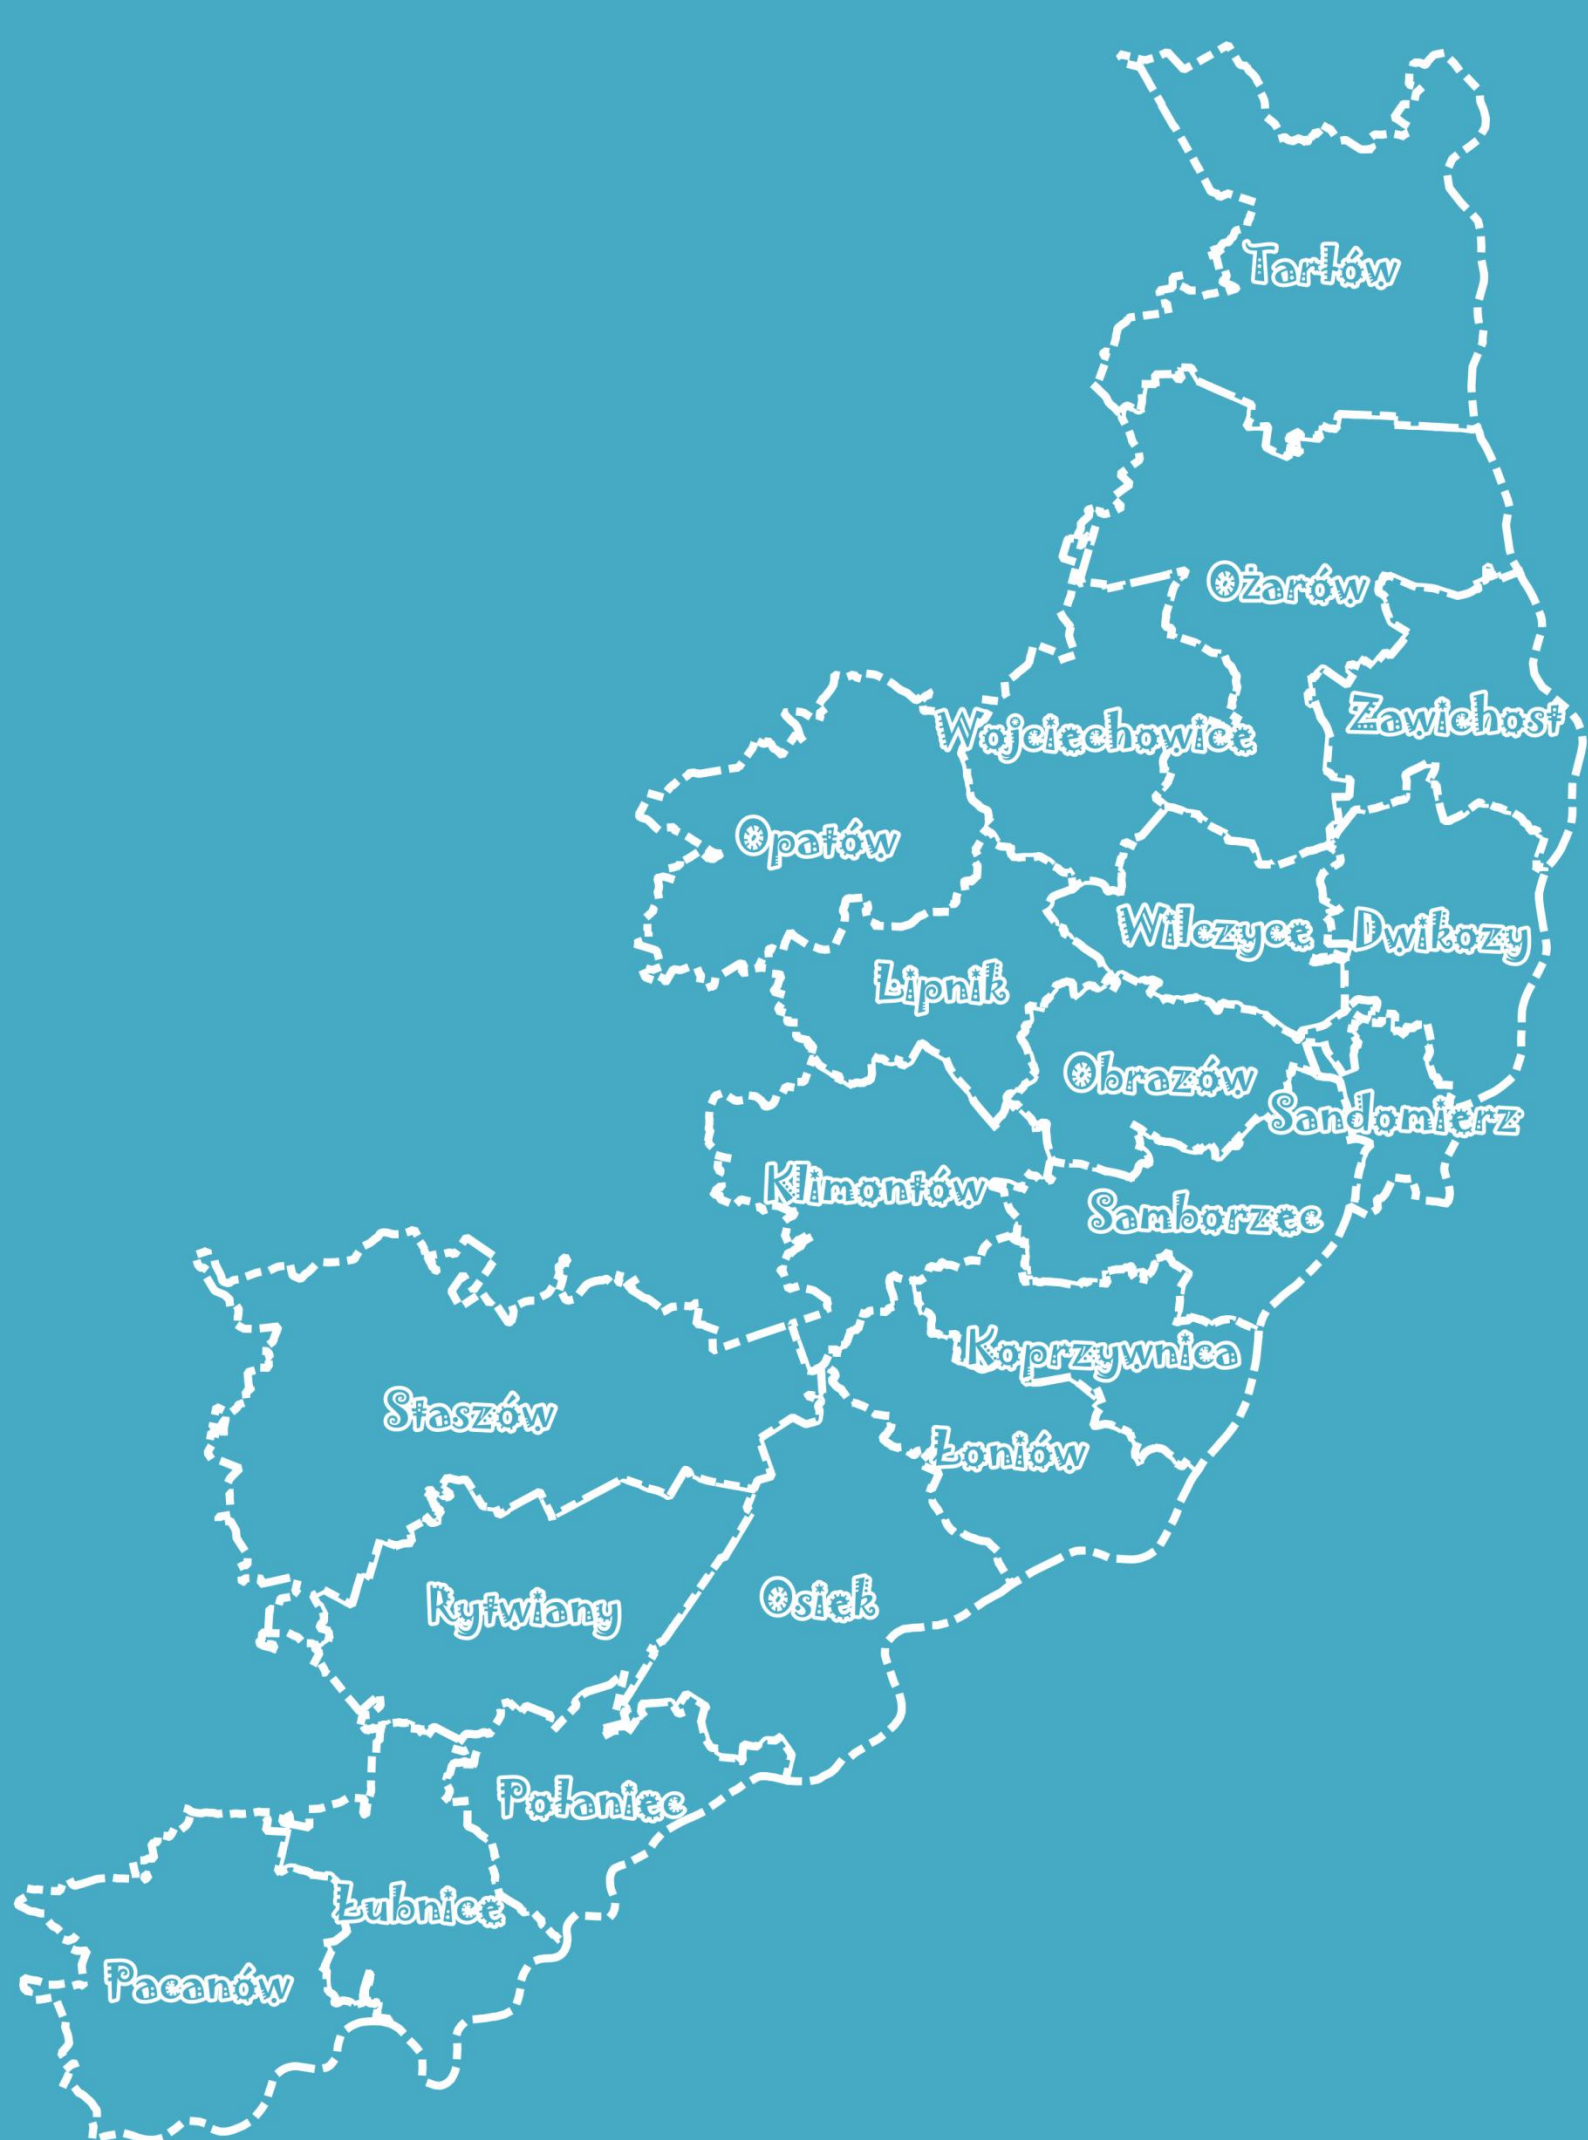 Tarłów
Ożarów
Zawichost
Wojciechowice
Opatów
Wilczyce
Dwikozy
Lipnik
Obrazów
Sandomierz
Klimontów
Samborzec
Koprzywnica
Staszów
Łoniów
Osiek
Rytwiany
Połaniec
Łubnice
Pacanów